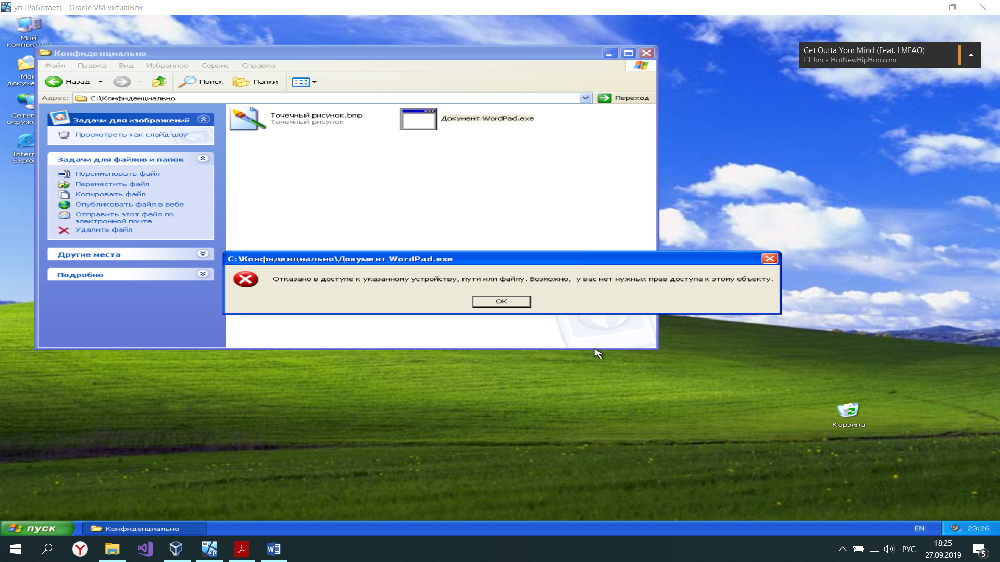 уп [Работает] - Oracle VM VirtualBox
Мой
компьютер
Мои
докуме
Сетев
окруже
Intern
Explor
Конфиденциально
Файл Правка Вид Избранное Сервис Справка
Назад Поиск Папки
Адрес: C:\Конфиденциально Переход
Задачи для изображений
Просмотреть как слайд-шоу
Задачи для файлов и папок
Переименовать файл
Переместить файл
Копировать файл
Опубликовать файл в вебе
Отправить этот файл по
электронной почте
Удалить файл
Другие места
Подробно
Точечный рисунок.bmp
Точечный рисунок
Документ WordPad.exe
C:\Конфиденциально\Документ WordPad.exe
Отказано в доступе к указанному устройству, пути или файлу. Возможно, у вас нет нужных прав доступа к этому объекту.
ОК
Get Outta Your Mind (Feat. LMFAO)
Lil Jon - HotNewHipHop.com
Корзина
пуск
Конфиденциально
EN
23:26
РУС
18:25
27.09.2019
5